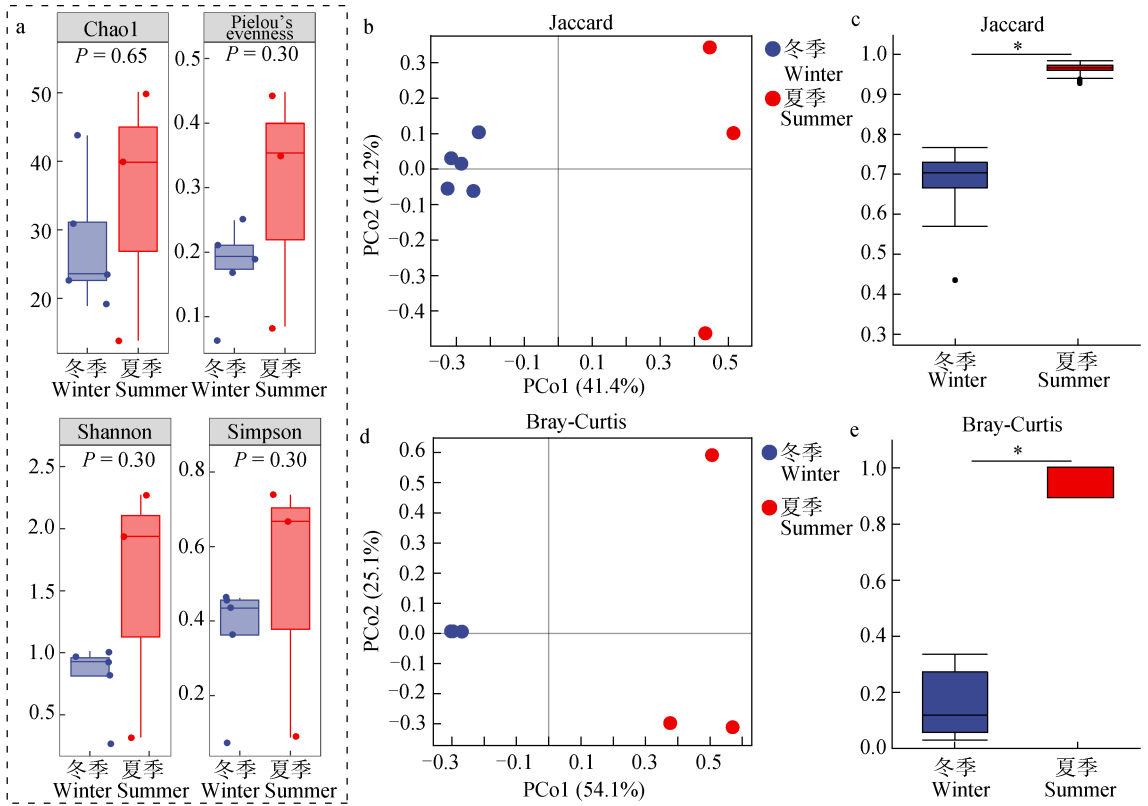 a
Chao1
P = 0.65
50
40
30
20
冬季 夏季
Winter Summer
Pielou's
evenness
P = 0.30
0.5
0.4
0.3
0.2
0.1
冬季 夏季
Winter Summer
Shannon
P = 0.30
2.5
2.0
1.5
1.0
0.5
冬季 夏季
Winter Summer
Simpson
P = 0.30
0.8
0.6
0.4
0.2
冬季 夏季
Winter Summer
b
Jaccard
PCo2 (14.2%)
0.3
0.2
0.1
0.0
−0.1
−0.2
−0.3
−0.4
−0.3 −0.1 0.1 0.3 0.5
PCo1 (41.4%)
冬季
Winter
夏季
Summer
c
Jaccard
*
1.0
0.9
0.8
0.7
0.6
0.5
0.4
0.3
冬季 夏季
Winter Summer
d
Bray-Curtis
PCo2 (25.1%)
0.6
0.5
0.4
0.3
0.2
0.1
0.0
−0.1
−0.2
−0.3
−0.3 −0.1 0.1 0.3 0.5
PCo1 (54.1%)
冬季
Winter
夏季
Summer
e
Bray-Curtis
*
1.0
0.8
0.6
0.4
0.2
0.0
冬季 夏季
Winter Summer